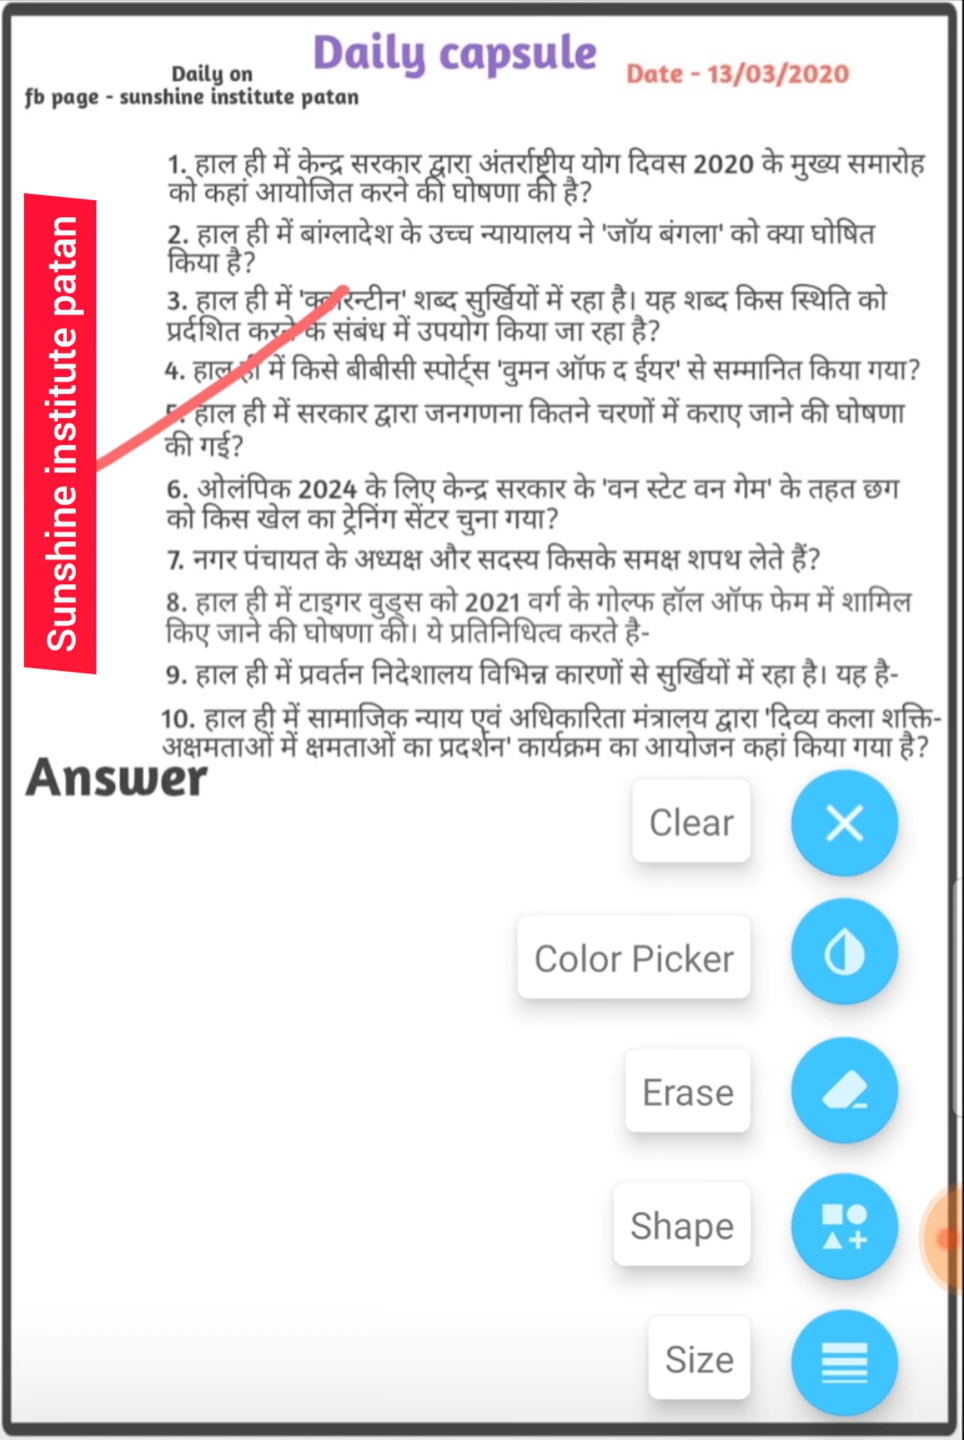 Daily capsule
Daily on
fb page - sunshine institute patan
Date - 13/03/2020
1. हाल ही में केन्द्र सरकार द्वारा अंतर्राष्ट्रीय योग दिवस 2020 के मुख्य समारोह
को कहां आयोजित करने की घोषणा की है?
2. हाल ही में बांग्लादेश के उच्च न्यायालय ने 'जॉय बंगला' को क्या घोषित
किया है?
3. हाल ही में 'क्वारन्टीन' शब्द सुर्खियों में रहा है। यह शब्द किस स्थिति को
प्रर्दशित करने के संबंध में उपयोग किया जा रहा है?
4. हाल ही में किसे बीबीसी स्पोर्ट्स 'वुमन ऑफ द ईयर' से सम्मानित किया गया?
5. हाल ही में सरकार द्वारा जनगणना कितने चरणों में कराए जाने की घोषणा
की गई?
6. ओलंपिक 2024 के लिए केन्द्र सरकार के 'वन स्टेट वन गेम' के तहत छग
को किस खेल का ट्रेनिंग सेंटर चुना गया?
7. नगर पंचायत के अध्यक्ष और सदस्य किसके समक्ष शपथ लेते हैं?
8. हाल ही में टाइगर वुड्स को 2021 वर्ग के गोल्फ हॉल ऑफ फेम में शामिल
किए जाने की घोषणा की। ये प्रतिनिधित्व करते है-
9. हाल ही में प्रवर्तन निदेशालय विभिन्न कारणों से सुर्खियों में रहा है। यह है-
10. हाल ही में सामाजिक न्याय एवं अधिकारिता मंत्रालय द्वारा 'दिव्य कला शक्ति-
अक्षमताओं में क्षमताओं का प्रदर्शन' कार्यक्रम का आयोजन कहां किया गया है?
Sunshine institute patan
Answer
Clear
Color Picker
Erase
Shape
Size